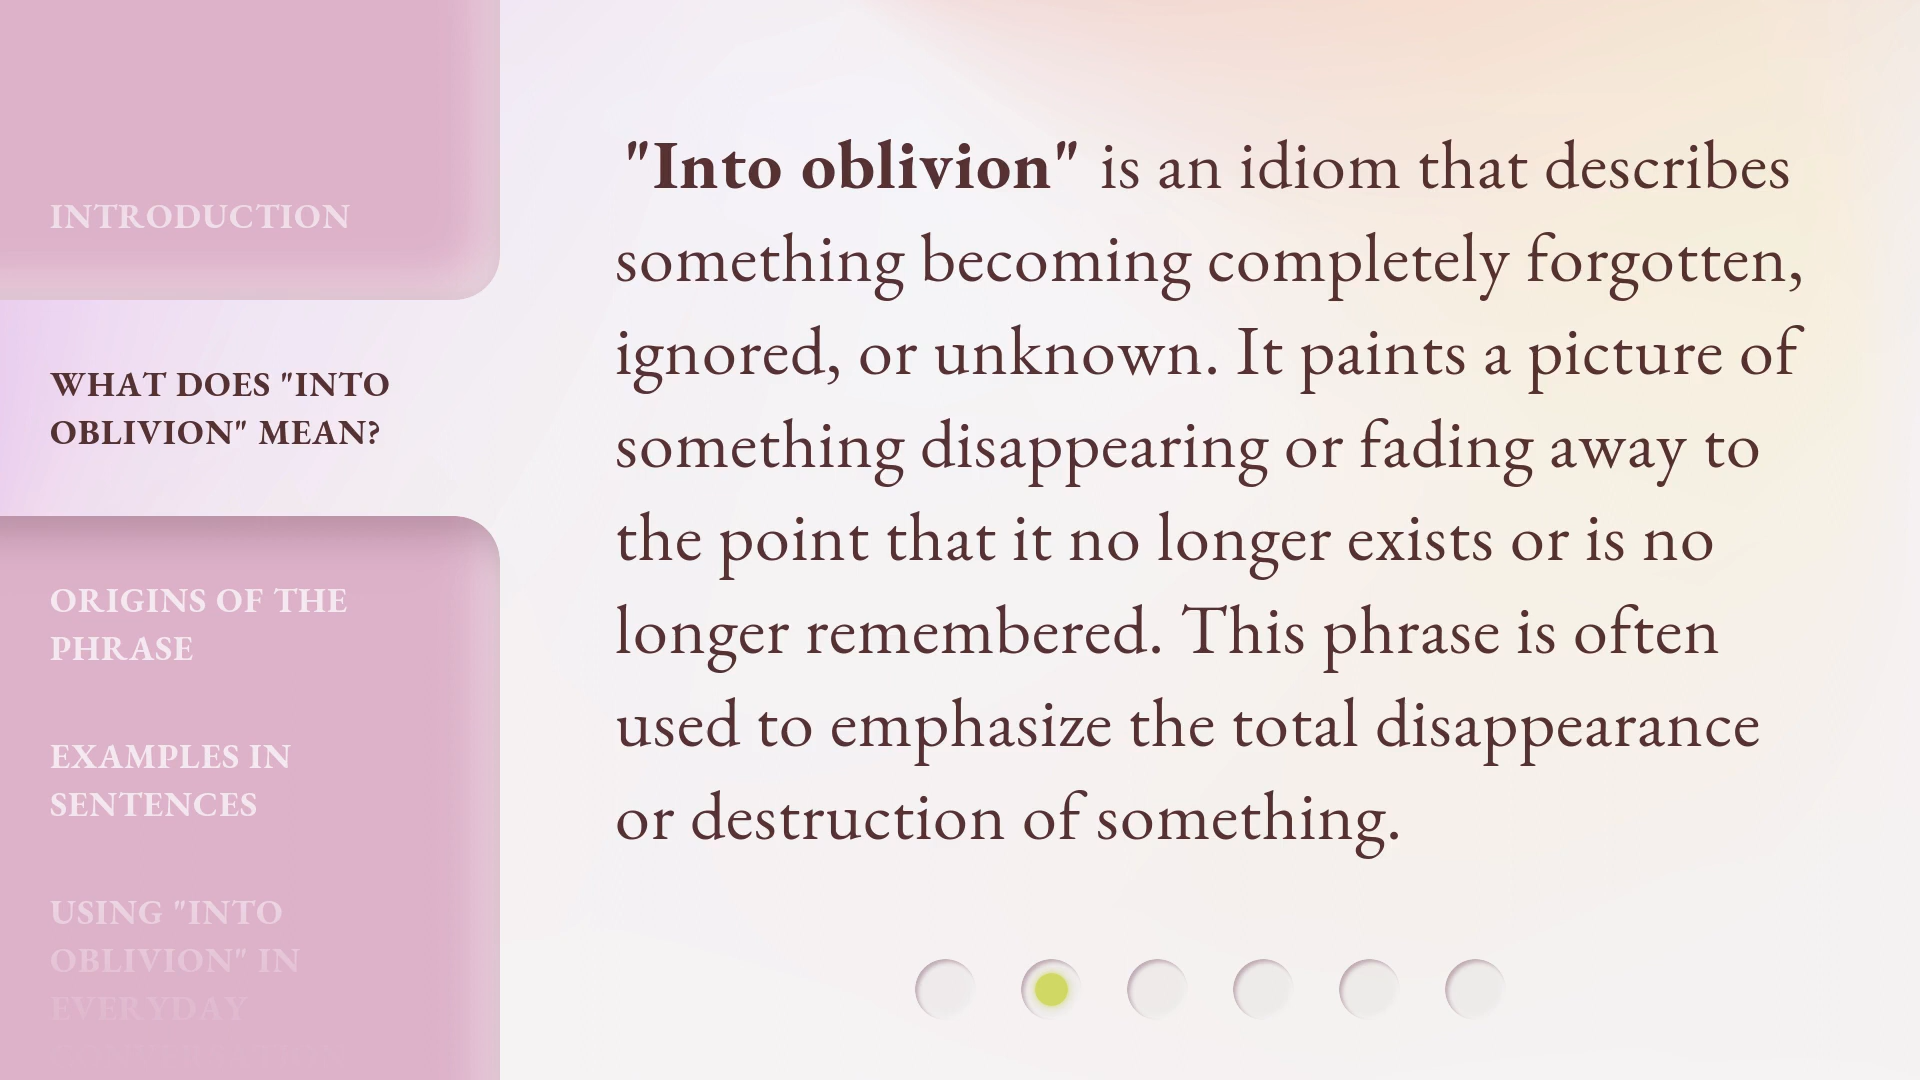 INTRODUCTION
WHAT DOES "INTO
OBLIVION" MEAN?
ORIGINS OF THE
PHRASE
EXAMPLES IN
SENTENCES
USING "INTO
OBLIVION" IN
EVERYDAY
CONVERSATION
"Into oblivion" is an idiom that describes
something becoming completely forgotten,
ignored, or unknown. It paints a picture of
something disappearing or fading away to
the point that it no longer exists or is no
longer remembered. This phrase is often
used to emphasize the total disappearance
or destruction of something.